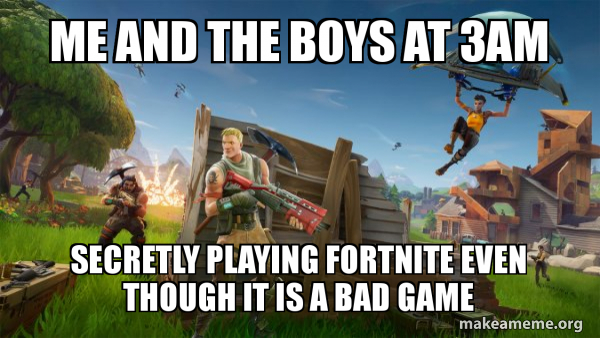 ME AND THE BOYS AT 3AM
SECRETLY PLAYING FORTNITE EVEN
THOUGH IT IS A BAD GAME
makeameme.org